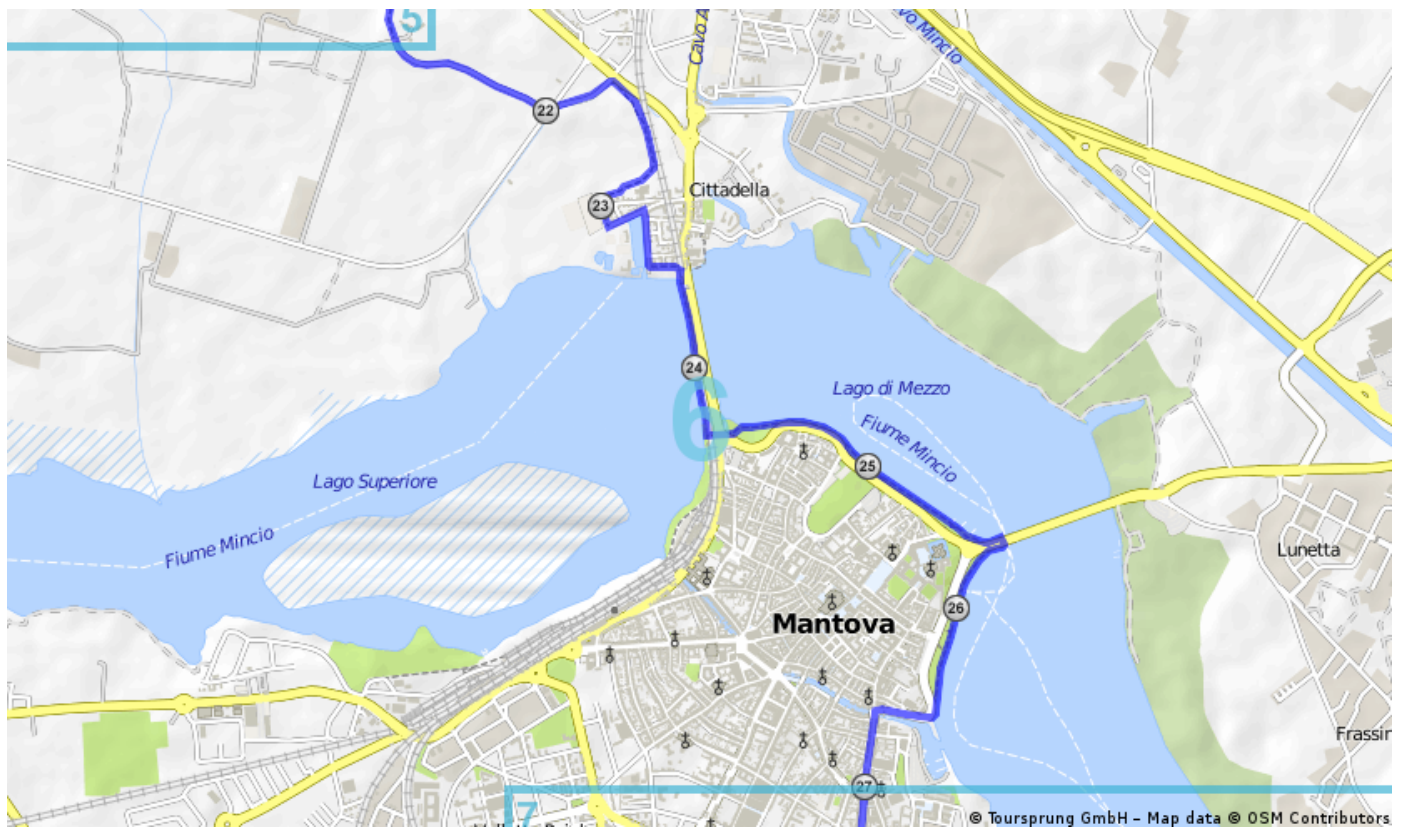 5
Cavo A
vo Mincio
22
Cittadella
23
24
6
Lago di Mezzo
Fiume Mincio
25
Lago Superiore
Fiume Mincio
Lunetta
26
Mantova
Frassin
27
7
© Toursprung GmbH – Map data © OSM Contributors